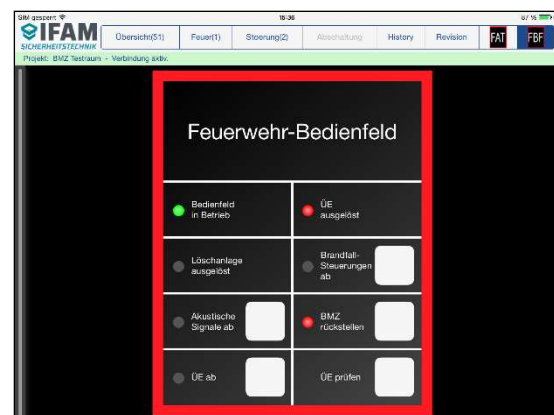 SIM gesperrt
15:36
87 %
IFAM
SICHERHEITSTECHNIK
Übersicht(51)
Feuer(1)
Stoerung(2)
Abschaltung
History
Revision
FAT
FBF
Projekt: BMZ Testraum - Verbindung aktiv.
Feuerwehr-Bedienfeld
Bedienfeld
in Betrieb
ÜE
ausgelöst
Löschanlage
ausgelöst
Brandfall-
Steuerungen
ab
Akustische
Signale ab
BMZ
rückstellen
ÜE ab
ÜE prüfen